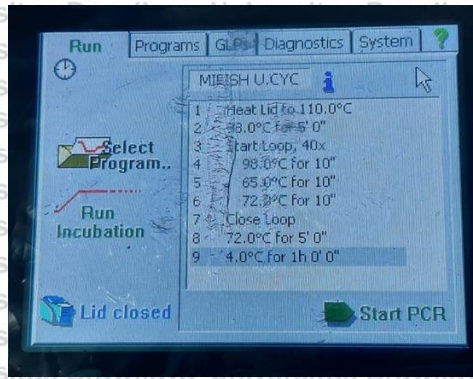 Run Programs GLPs Diagnostics System ?
MIEISH U.CYC i
1 Heat Lid to 110.0°C
2 98.0°C for 5' 0"
3 Start Loop, 40x
4 98.0°C for 10"
5 65.0°C for 10"
6 72.0°C for 10"
7 Close Loop
8 72.0°C for 5' 0"
9 4.0°C for 1h 0' 0"
Select
Program..
Run
Incubation
Lid closed
Start PCR